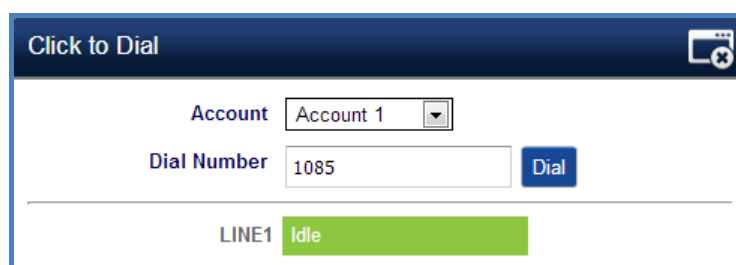 Click to Dial
Account Account 1
Dial Number 1085 Dial
LINE1 Idle